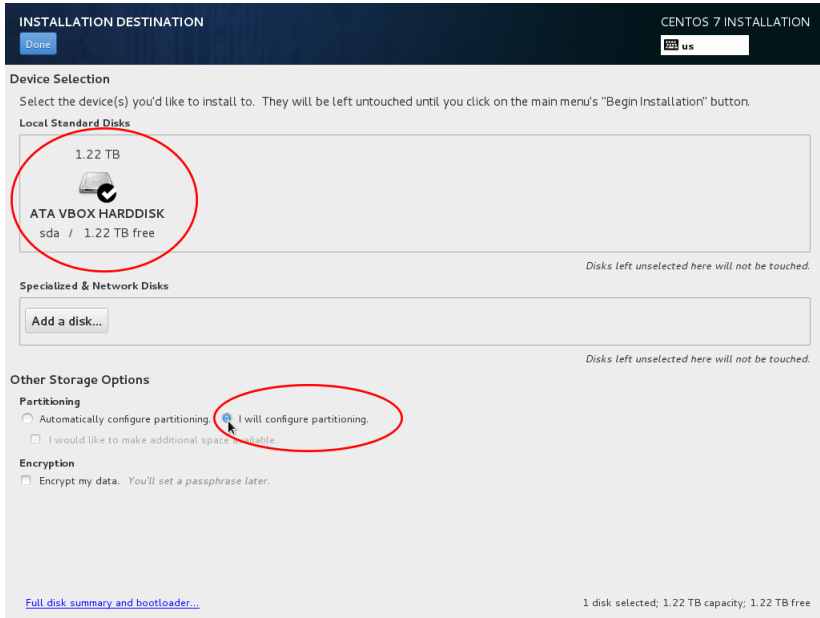 INSTALLATION DESTINATION
CENTOS 7 INSTALLATION
Done
us
Device Selection
Select the device(s) you'd like to install to. They will be left untouched until you click on the main menu's "Begin Installation" button.
Local Standard Disks
1.22 TB
ATA VBOX HARDDISK
sda / 1.22 TB free
Disks left unselected here will not be touched.
Specialized & Network Disks
Add a disk...
Disks left unselected here will not be touched.
Other Storage Options
Partitioning
Automatically configure partitioning. I will configure partitioning.
I would like to make additional space available.
Encryption
Encrypt my data. You'll set a passphrase later.
Full disk summary and bootloader...
1 disk selected; 1.22 TB capacity; 1.22 TB free